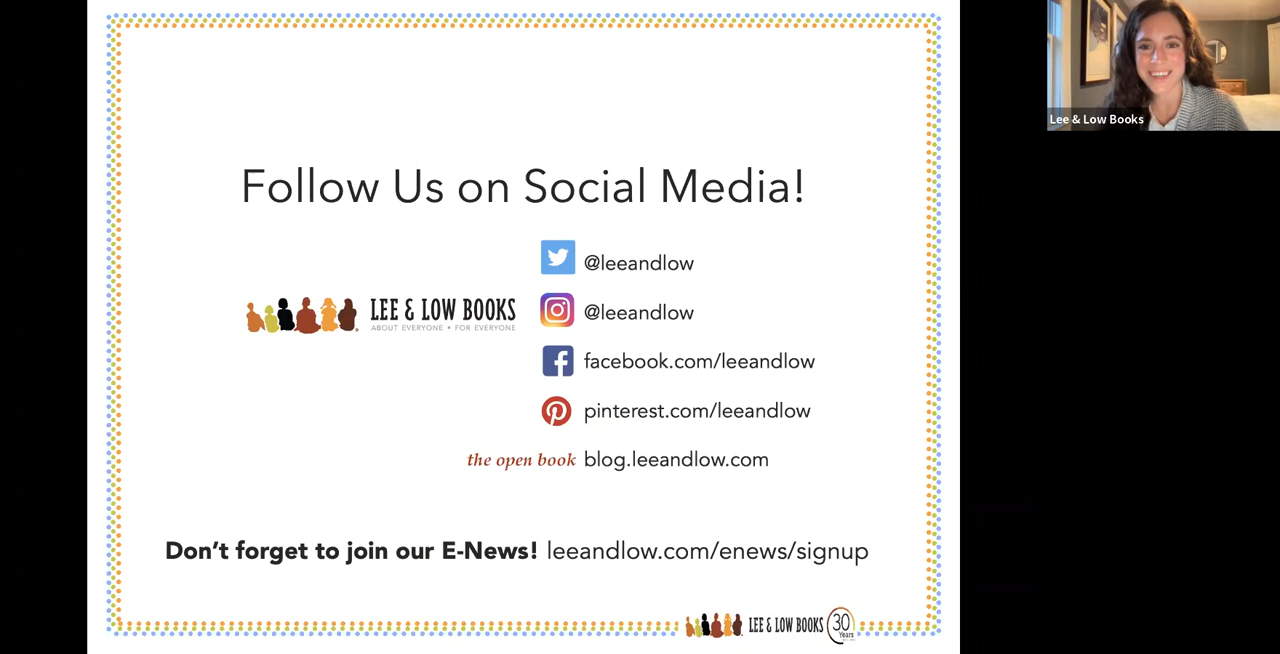 Lee & Low Books
Follow Us on Social Media!
@leeandlow
LEE & LOW BOOKS
ABOUT EVERYONE • FOR EVERYONE
@leeandlow
facebook.com/leeandlow
pinterest.com/leeandlow
the open book blog.leeandlow.com
Don't forget to join our E-News! leeandlow.com/enews/signup
LEE & LOW BOOKS
30
Years